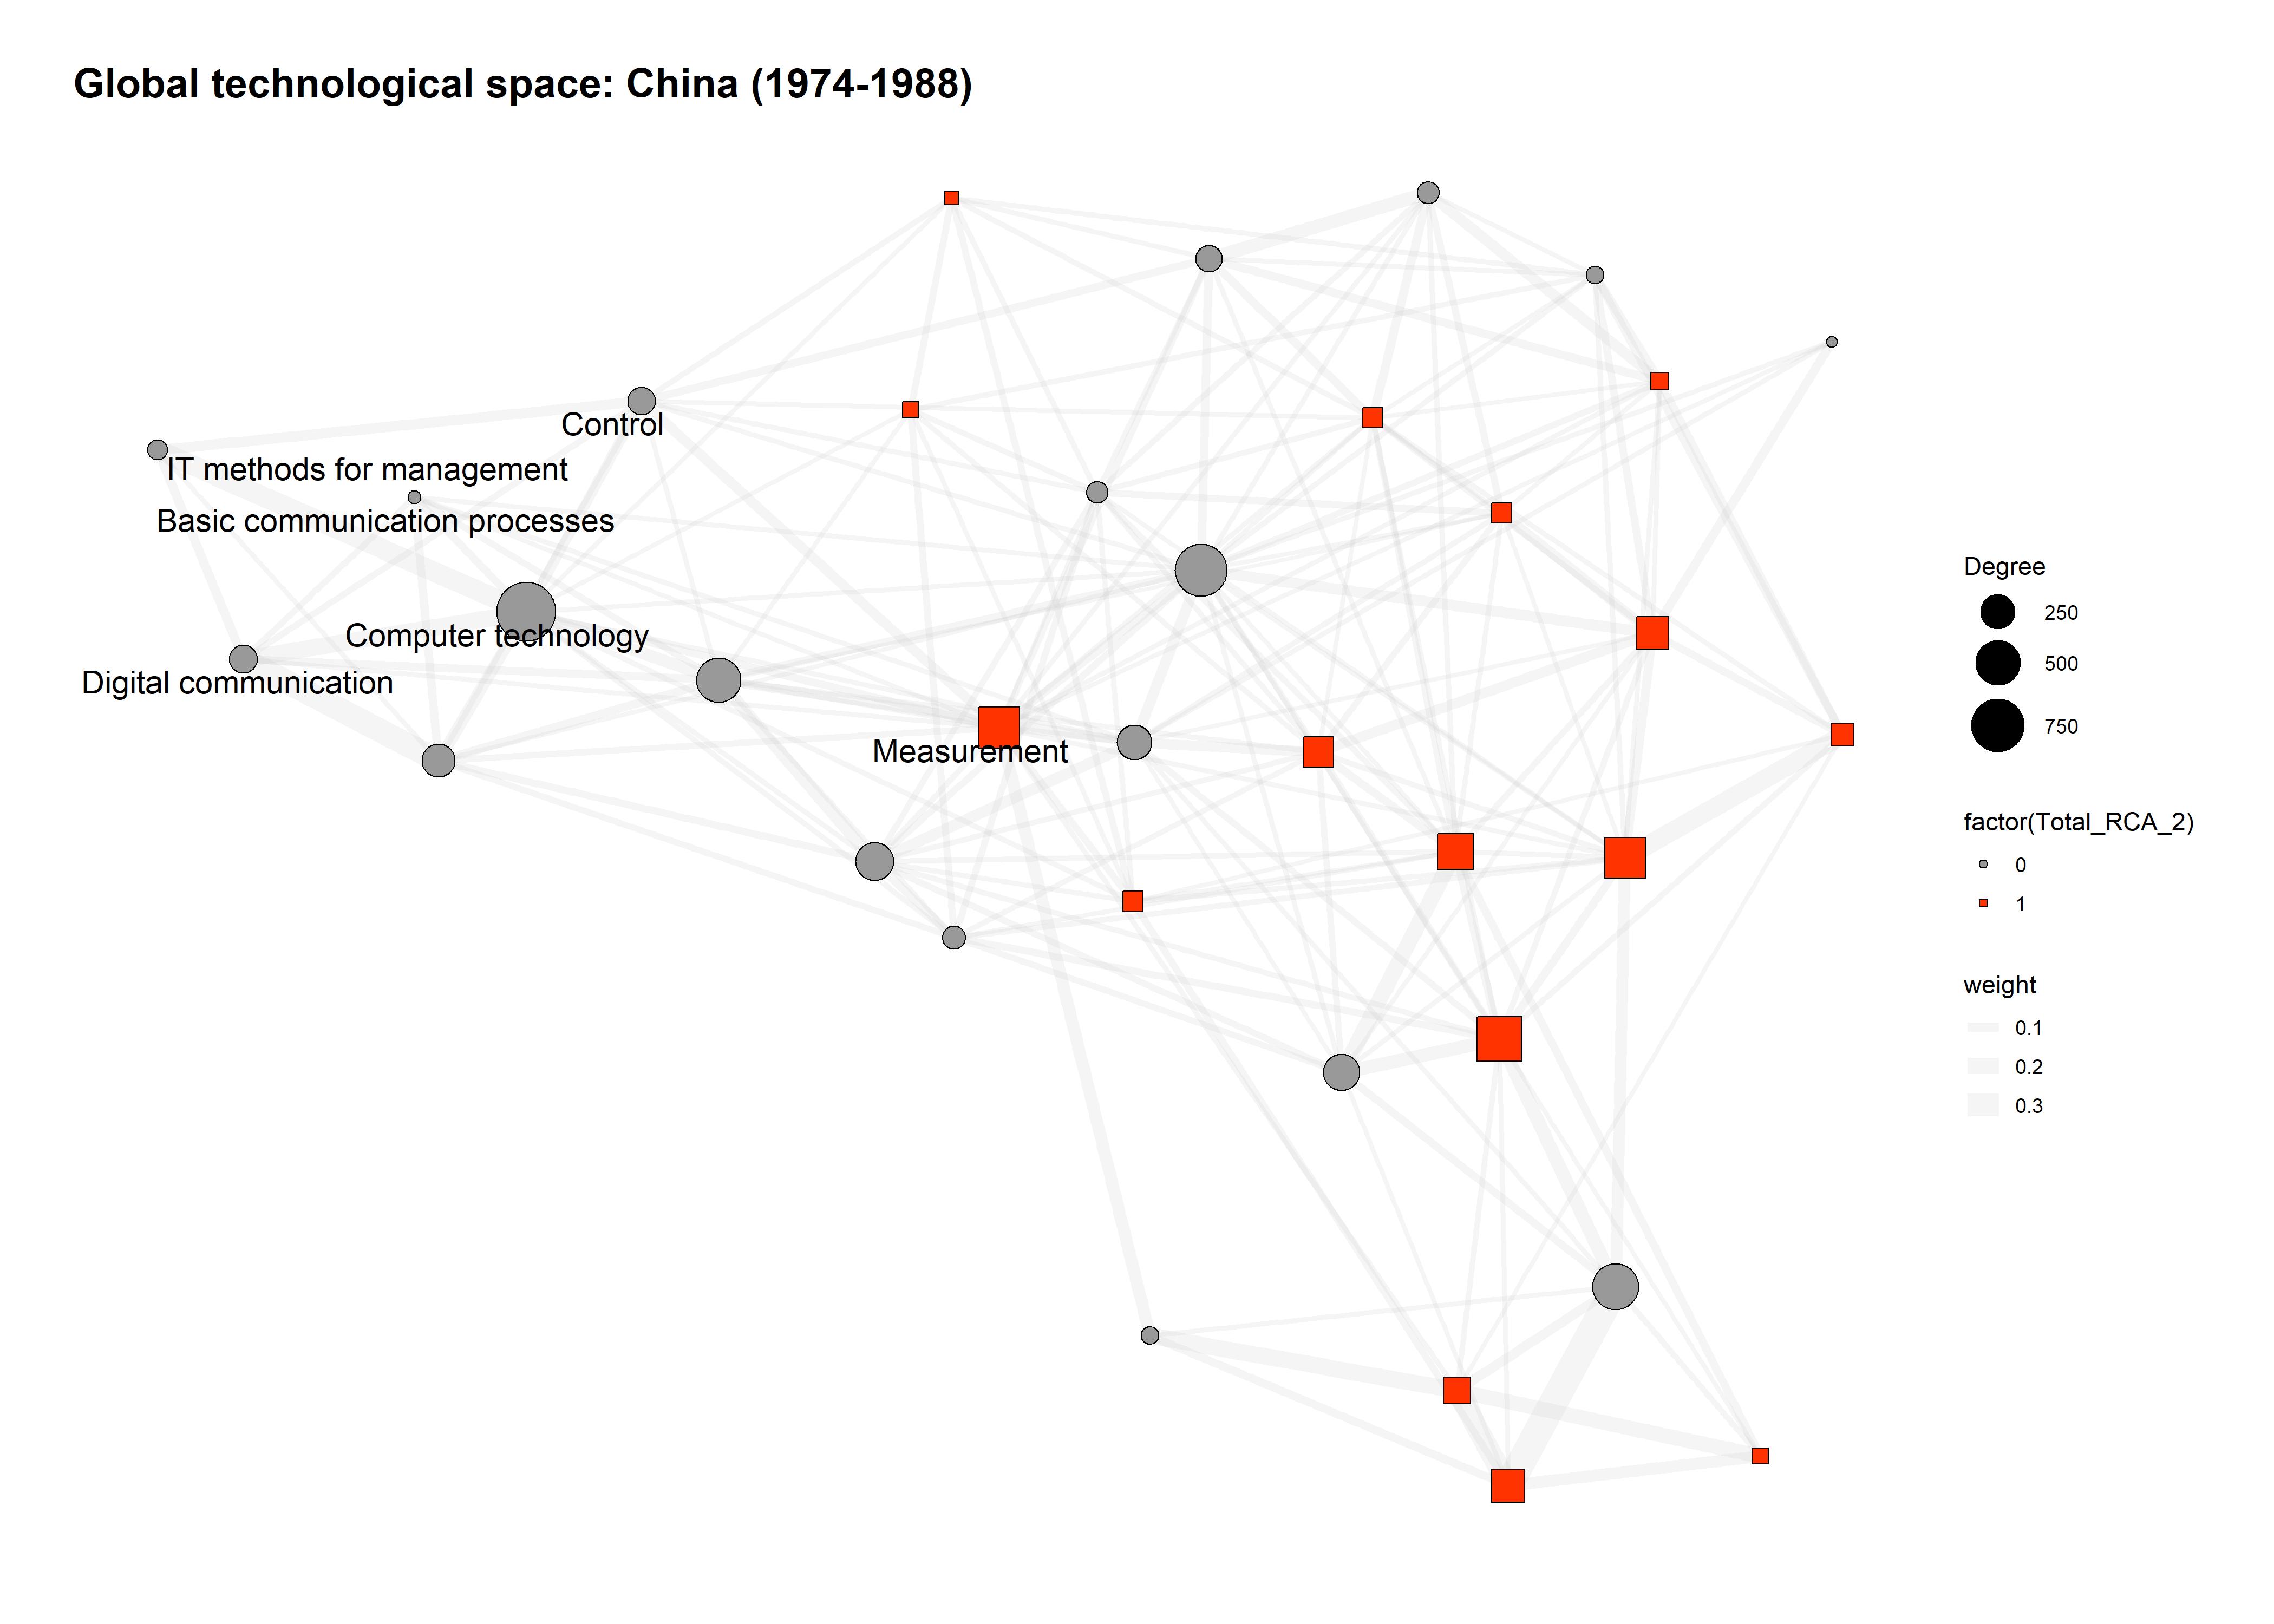 Global technological space: China (1974-1988)
Control
IT methods for management
Basic communication processes
Computer technology
Digital communication
Measurement
Degree
250
500
750
factor(Total_RCA_2)
0
1
weight
0.1
0.2
0.3